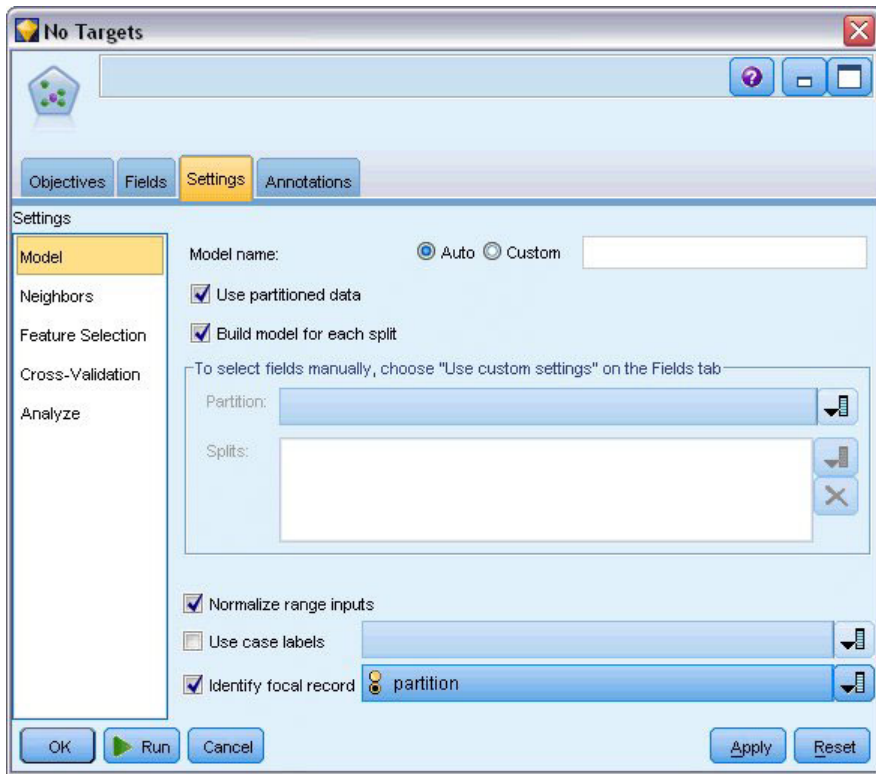 No Targets
Objectives Fields Settings Annotations
Settings
Model
Neighbors
Feature Selection
Cross-Validation
Analyze
Model name: Auto Custom
Use partitioned data
Build model for each split
To select fields manually, choose "Use custom settings" on the Fields tab
Partition:
Splits:
Normalize range inputs
Use case labels
Identify focal record partition
OK Run Cancel Apply Reset